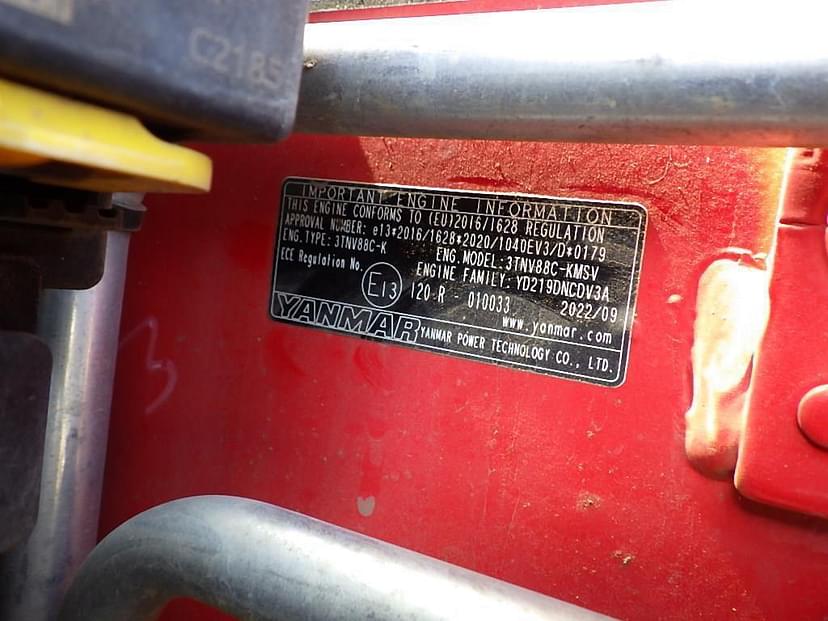 C2185
IMPORTANT ENGINE INFORMATION
THIS ENGINE CONFORMS TO (EU)2016/1628 REGULATION
APPROVAL NUMBER: e13*2016/1628*2020/1040EV3/D*0179
ENG.TYPE: 3TNV88C-K ENG.MODEL: 3TNV88C-KMSV
ECE Regulation No. ENGINE FAMILY: YD219DNCDV3A
E13 120 R - 010033 2022/09
www.yanmar.com
YANMAR YANMAR POWER TECHNOLOGY CO., LTD.
3